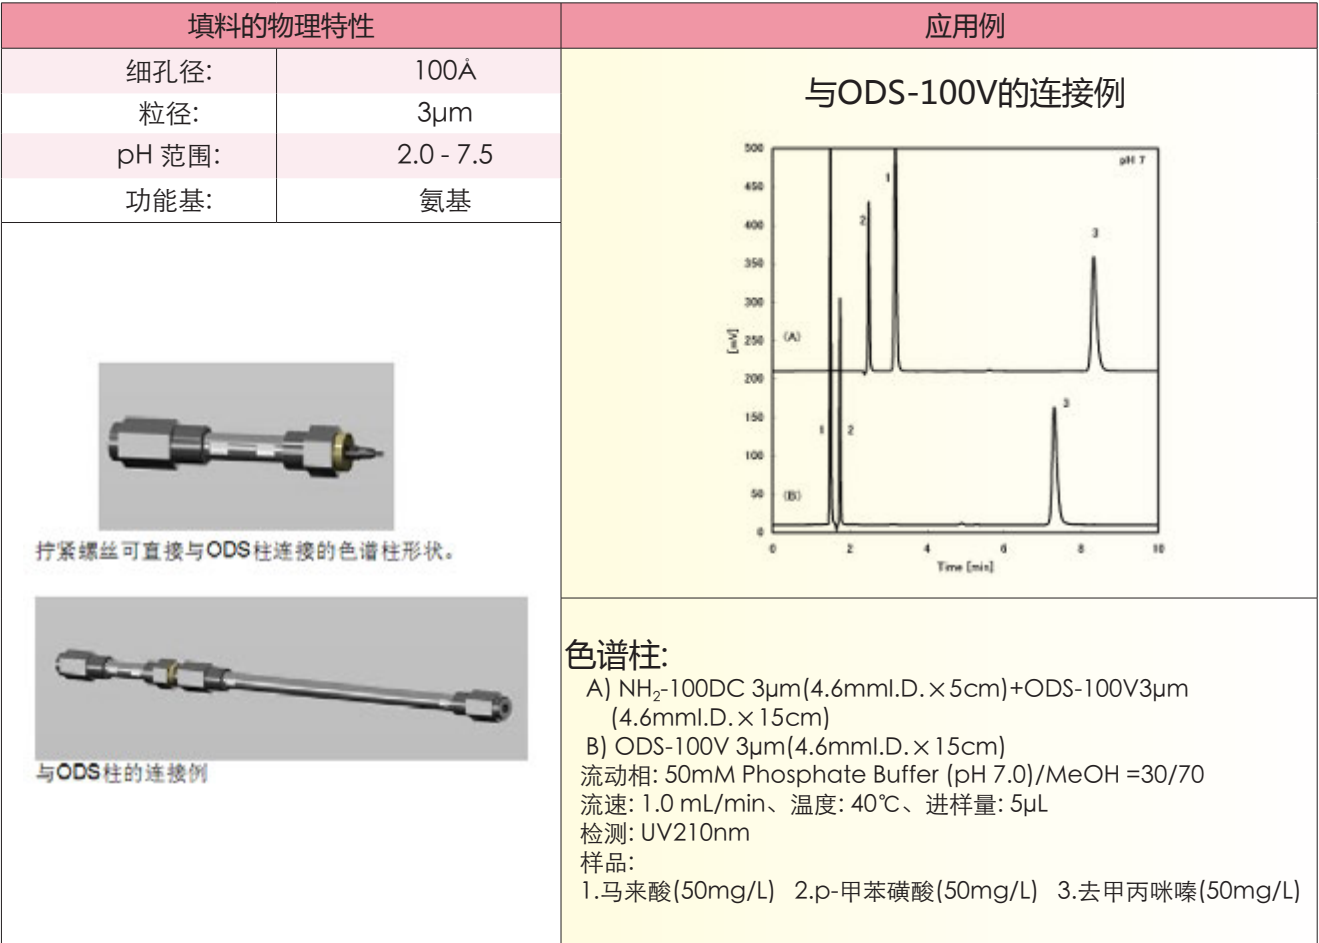 填料的物理特性
细孔径: 100Å
粒径: 3µm
pH 范围: 2.0 - 7.5
功能基: 氨基
拧紧螺丝可直接与ODS柱连接的色谱柱形状。
与ODS柱的连接例
应用例
与ODS-100V的连接例
pH 7
500
450
400
350
300
250
200
150
100
50
0
[mV]
1
2
3
(A)
1
2
3
(B)
0 2 4 6 8 10
Time [min]
色谱柱:
A) NH₂-100DC 3µm(4.6mmI.D.×5cm)+ODS-100V3µm
(4.6mmI.D.×15cm)
B) ODS-100V 3µm(4.6mmI.D.×15cm)
流动相: 50mM Phosphate Buffer (pH 7.0)/MeOH =30/70
流速: 1.0 mL/min、温度: 40℃、进样量: 5µL
检测: UV210nm
样品:
1.马来酸(50mg/L) 2.p-甲苯磺酸(50mg/L) 3.去甲丙咪嗪(50mg/L)